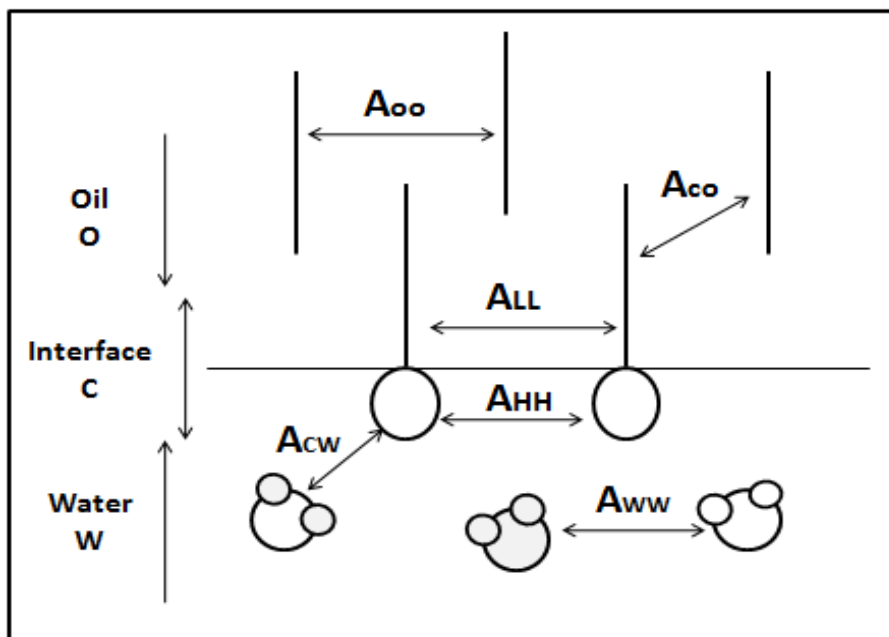 Aoo
Aco
Oil
O
ALL
Interface
C
AHH
Acw
Water
W
Aww